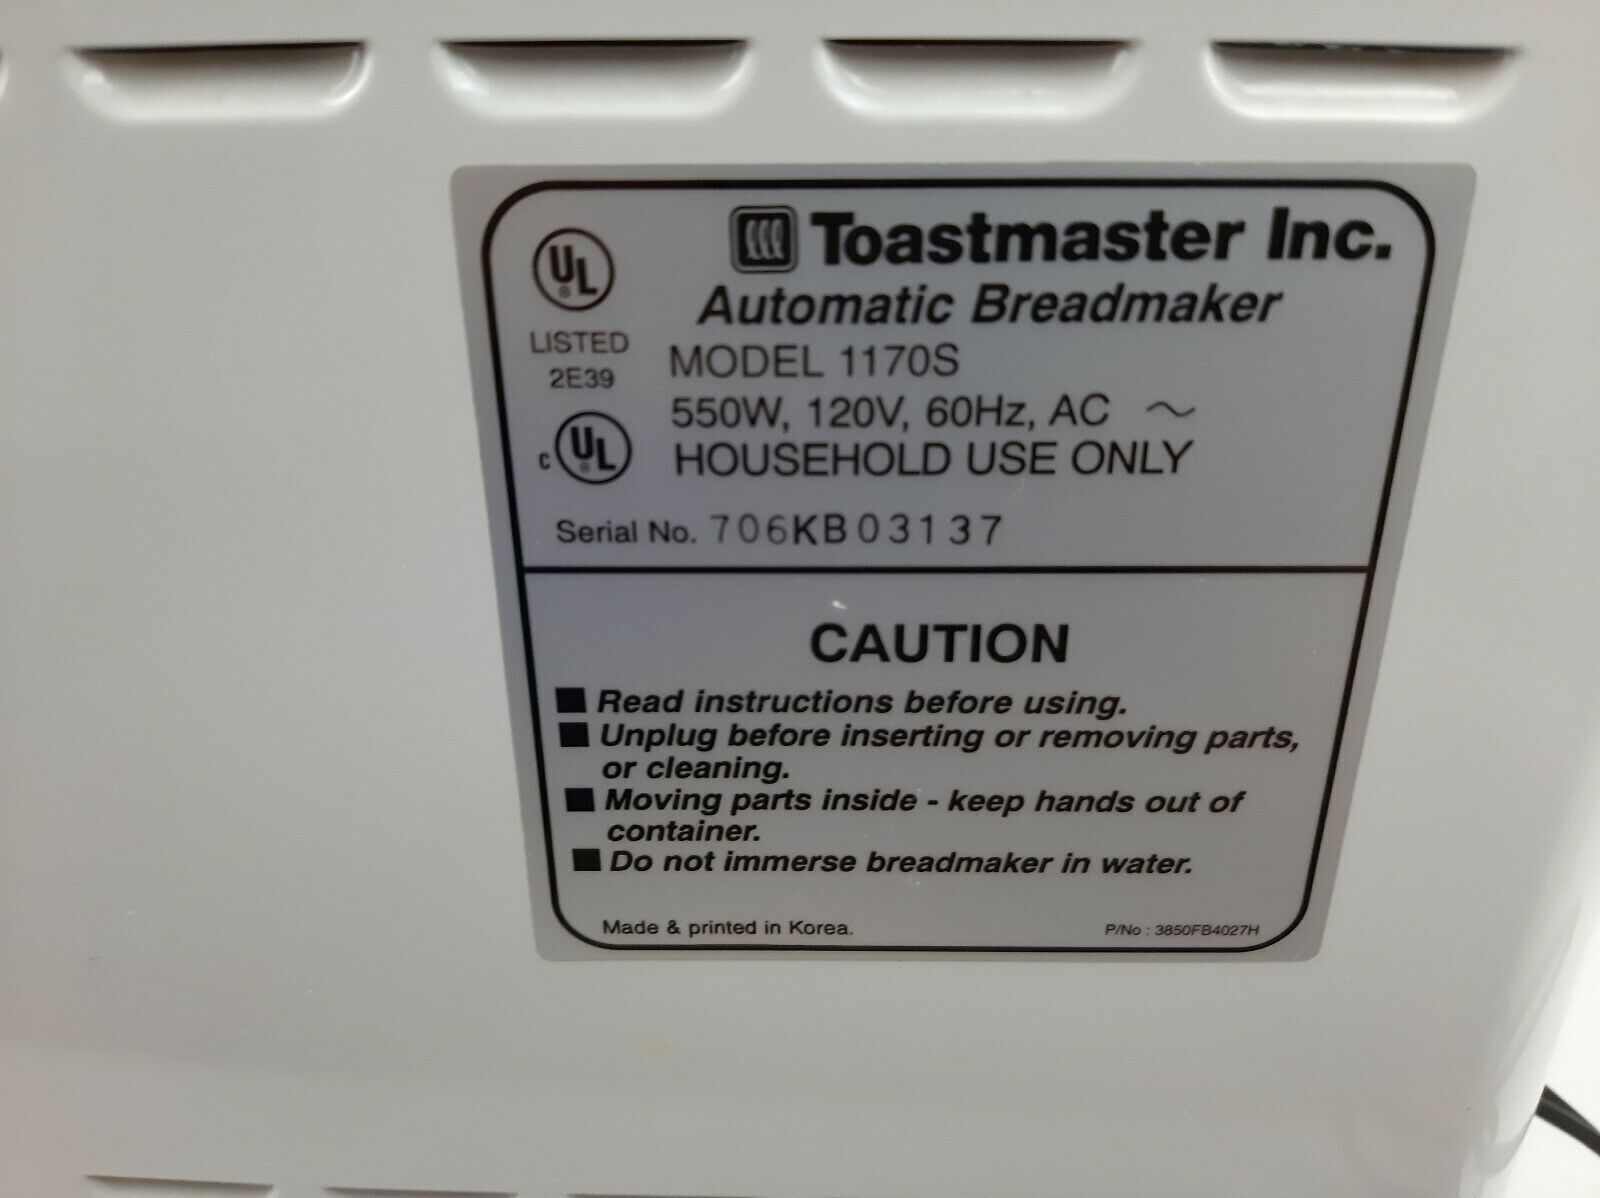 Toastmaster Inc.
Automatic Breadmaker
UL
®
LISTED
2E39
MODEL 1170S
550W, 120V, 60Hz, AC ~
c UL
®
HOUSEHOLD USE ONLY
Serial No. 706KB03137
CAUTION
■ Read instructions before using.
■ Unplug before inserting or removing parts,
or cleaning.
■ Moving parts inside - keep hands out of
container.
■ Do not immerse breadmaker in water.
Made & printed in Korea.
P/No : 3850FB4027H